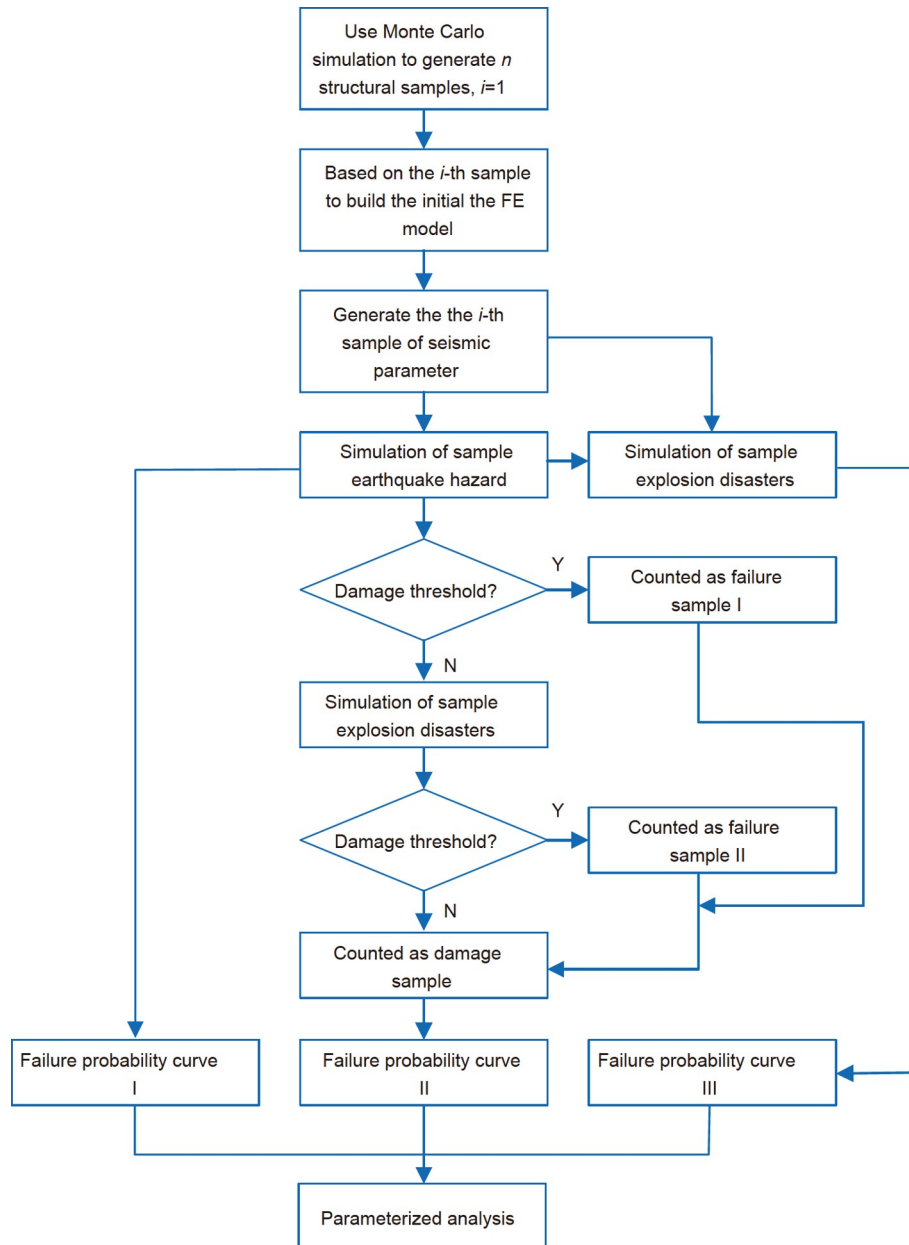 Use Monte Carlo
simulation to generate n
structural samples, i=1
Based on the i-th sample
to build the initial the FE
model
Generate the the i-th
sample of seismic
parameter
Simulation of sample
earthquake hazard
Simulation of sample
explosion disasters
Damage threshold?
Y
Counted as failure
sample I
N
Simulation of sample
explosion disasters
Damage threshold?
Y
Counted as failure
sample II
N
Counted as damage
sample
Failure probability curve
I
Failure probability curve
II
Failure probability curve
III
Parameterized analysis